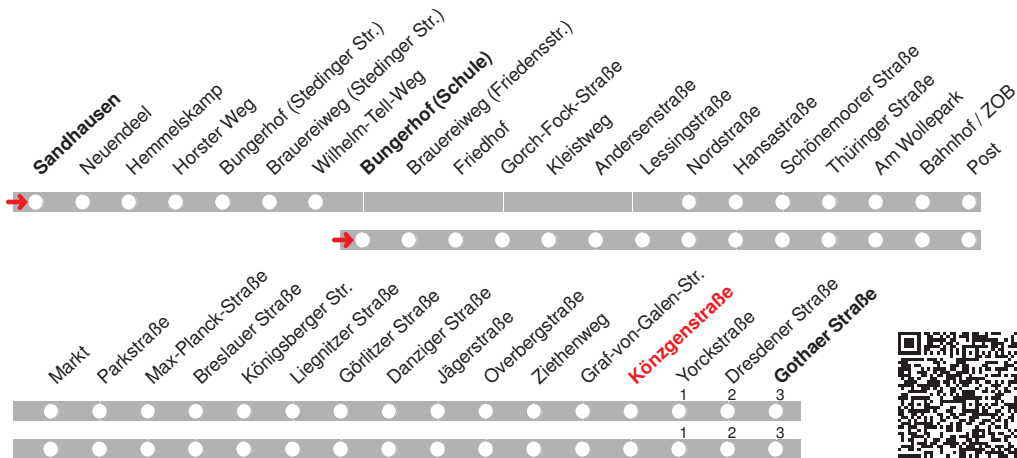 Sandhausen
Neuendeel
Hemmelskamp
Horster Weg
Bungerhof (Stedinger Str.)
Brauereiweg (Stedinger Str.)
Wilhelm-Tell-Weg
Bungerhof (Schule)
Brauereiweg (Friedensstr.)
Friedhof
Gorch-Fock-Straße
Kleistweg
Andersenstraße
Lessingstraße
Nordstraße
Hansastraße
Schönemoorer Straße
Thüringer Straße
Am Wollepark
Bahnhof / ZOB
Post
Markt
Parkstraße
Max-Planck-Straße
Breslauer Straße
Königsberger Str.
Liegnitzer Straße
Görlitzer Straße
Danziger Straße
Jägerstraße
Overbergstraße
Ziethenweg
Graf-von-Galen-Str.
Könzgenstraße
Yorckstraße
Dresdener Straße
Gothaer Straße
1 2 3
1 2 3